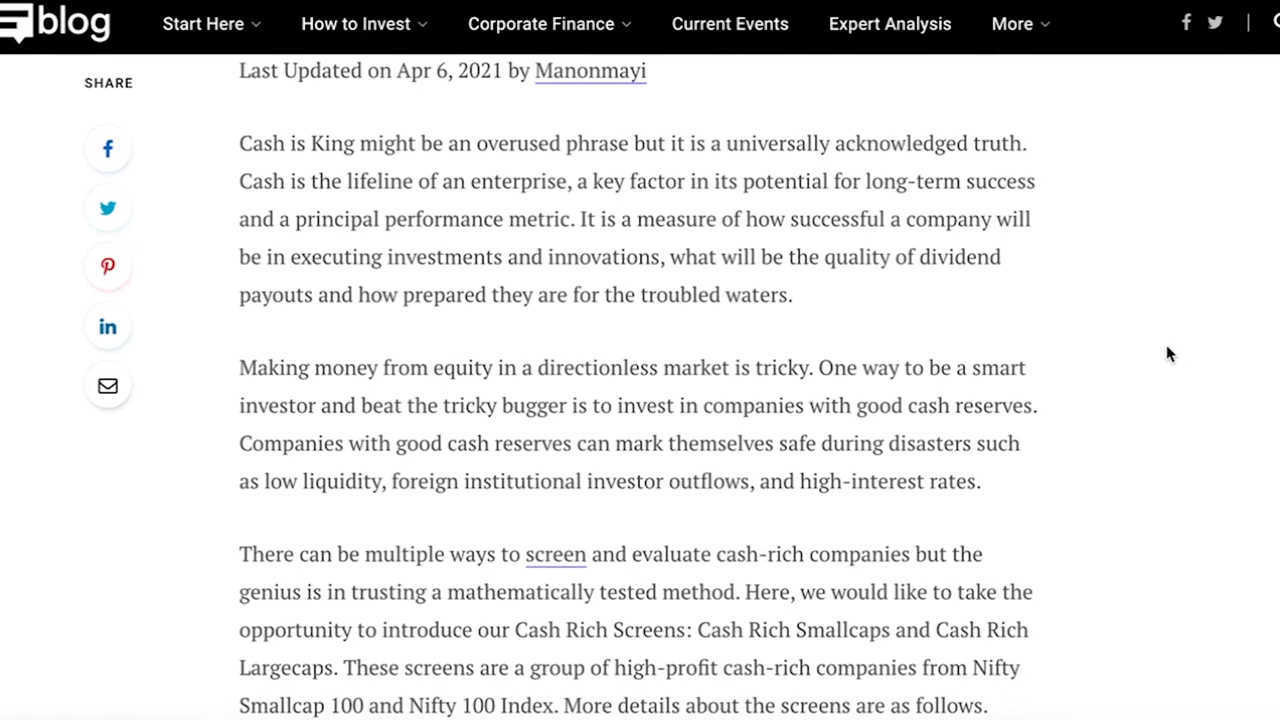 blog
Start Here
How to Invest
Corporate Finance
Current Events
Expert Analysis
More
Last Updated on Apr 6, 2021 by Manonmayi
SHARE
Cash is King might be an overused phrase but it is a universally acknowledged truth.
Cash is the lifeline of an enterprise, a key factor in its potential for long-term success
and a principal performance metric. It is a measure of how successful a company will
be in executing investments and innovations, what will be the quality of dividend
payouts and how prepared they are for the troubled waters.
Making money from equity in a directionless market is tricky. One way to be a smart
investor and beat the tricky bugger is to invest in companies with good cash reserves.
Companies with good cash reserves can mark themselves safe during disasters such
as low liquidity, foreign institutional investor outflows, and high-interest rates.
There can be multiple ways to screen and evaluate cash-rich companies but the
genius is in trusting a mathematically tested method. Here, we would like to take the
opportunity to introduce our Cash Rich Screens: Cash Rich Smallcaps and Cash Rich
Largecaps. These screens are a group of high-profit cash-rich companies from Nifty
Smallcap 100 and Nifty 100 Index. More details about the screens are as follows.